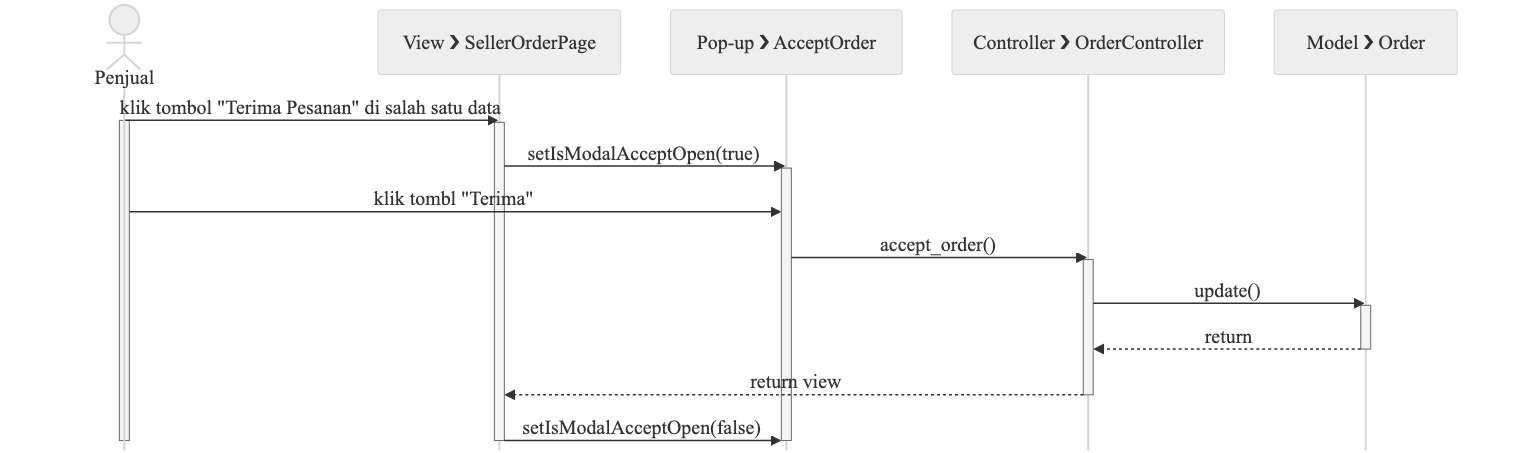 Penjual
View ❯ SellerOrderPage
Pop-up ❯ AcceptOrder
Controller ❯ OrderController
Model ❯ Order
klik tombol "Terima Pesanan" di salah satu data
setIsModalAcceptOpen(true)
klik tombl "Terima"
accept_order()
update()
return
return view
setIsModalAcceptOpen(false)